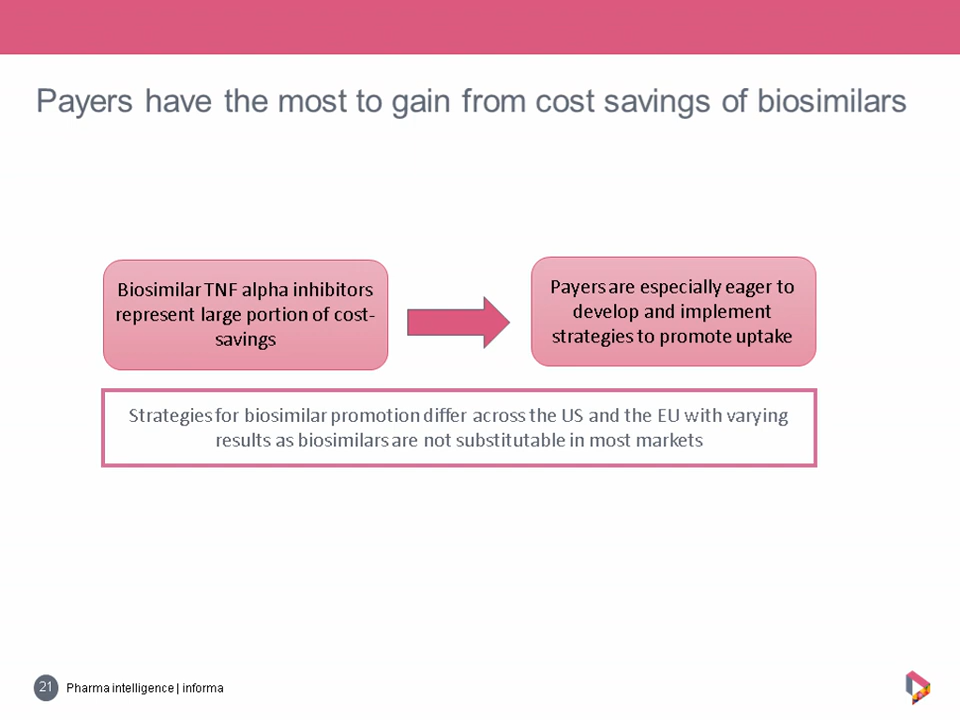 Payers have the most to gain from cost savings of biosimilars
Biosimilar TNF alpha inhibitors
represent large portion of cost-
savings
Payers are especially eager to
develop and implement
strategies to promote uptake
Strategies for biosimilar promotion differ across the US and the EU with varying
results as biosimilars are not substitutable in most markets
21
Pharma intelligence | informa